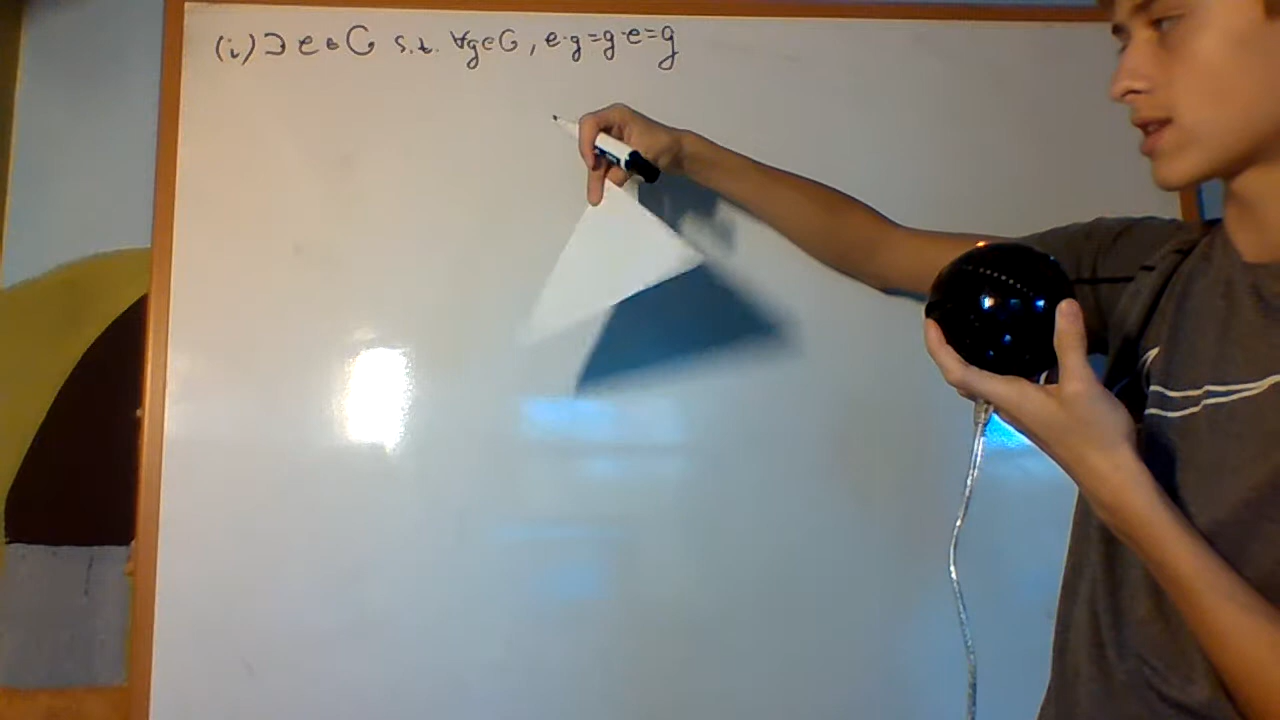 (i) ∃ e ∈ G s.t. ∀g∈G, e·g=g·e=g